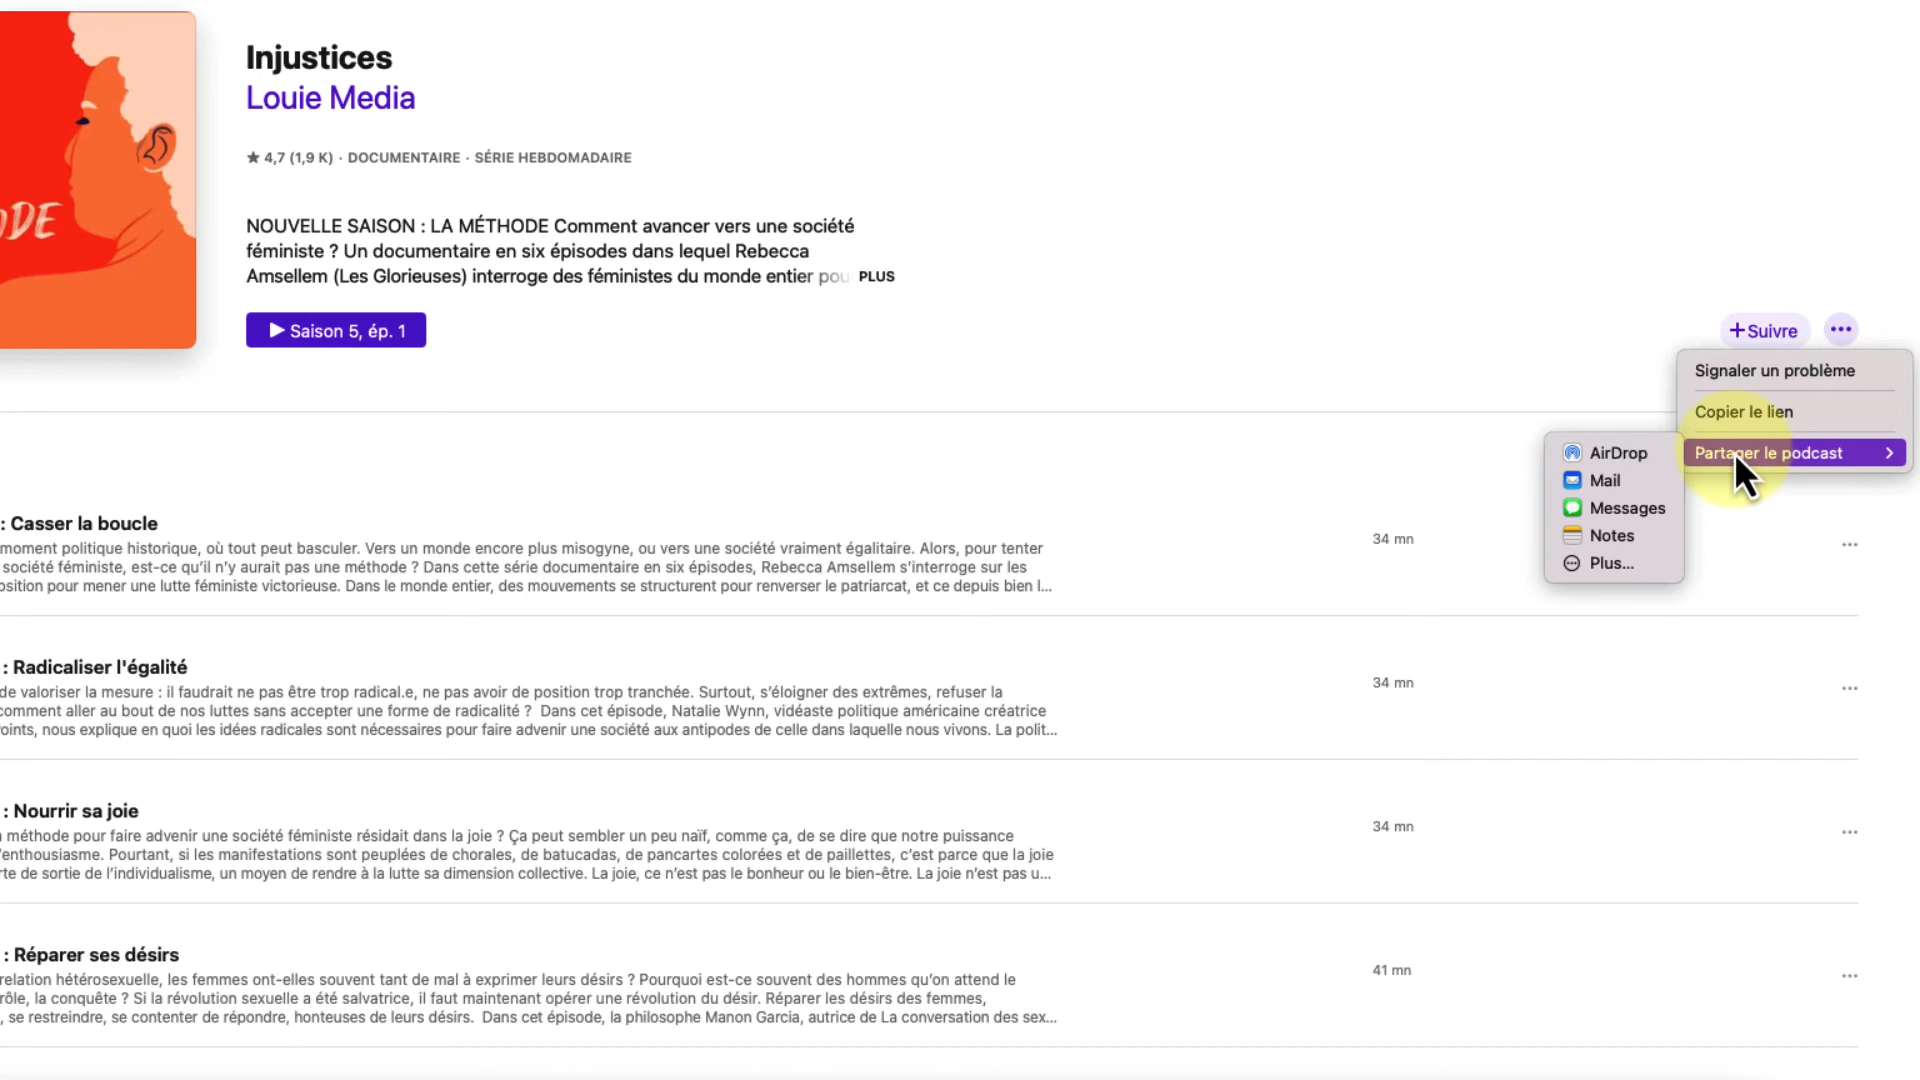 Injustices
Louie Media
★ 4,7 (1,9 K) · DOCUMENTAIRE · SÉRIE HEBDOMADAIRE
NOUVELLE SAISON : LA MÉTHODE Comment avancer vers une société
féministe ? Un documentaire en six épisodes dans lequel Rebecca
Amsellem (Les Glorieuses) interroge des féministes du monde entier pou PLUS
ODE
Saison 5, ép. 1
+ Suivre
Signaler un problème
Copier le lien
Partager le podcast
AirDrop
Mail
Messages
Notes
Plus...
: Casser la boucle
moment politique historique, où tout peut basculer. Vers un monde encore plus misogyne, ou vers une société vraiment égalitaire. Alors, pour tenter
société féministe, est-ce qu'il n'y aurait pas une méthode ? Dans cette série documentaire en six épisodes, Rebecca Amsellem s'interroge sur les
osition pour mener une lutte féministe victorieuse. Dans le monde entier, des mouvements se structurent pour renverser le patriarcat, et ce depuis bien l...
34 mn
: Radicaliser l'égalité
de valoriser la mesure : il faudrait ne pas être trop radical.e, ne pas avoir de position trop tranchée. Surtout, s'éloigner des extrêmes, refuser la
comment aller au bout de nos luttes sans accepter une forme de radicalité ? Dans cet épisode, Natalie Wynn, vidéaste politique américaine créatrice
oints, nous explique en quoi les idées radicales sont nécessaires pour faire advenir une société aux antipodes de celle dans laquelle nous vivons. La polit...
34 mn
: Nourrir sa joie
méthode pour faire advenir une société féministe résidait dans la joie ? Ça peut sembler un peu naïf, comme ça, de se dire que notre puissance
'enthousiasme. Pourtant, si les manifestations sont peuplées de chorales, de batucadas, de pancartes colorées et de paillettes, c'est parce que la joie
rte de sortie de l'individualisme, un moyen de rendre à la lutte sa dimension collective. La joie, ce n'est pas le bonheur ou le bien-être. La joie n'est pas u...
34 mn
: Réparer ses désirs
relation hétérosexuelle, les femmes ont-elles souvent tant de mal à exprimer leurs désirs ? Pourquoi est-ce souvent des hommes qu'on attend le
rôle, la conquête ? Si la révolution sexuelle a été salvatrice, il faut maintenant opérer une révolution du désir. Réparer les désirs des femmes,
, se restreindre, se contenter de répondre, honteuses de leurs désirs. Dans cet épisode, la philosophe Manon Garcia, autrice de La conversation des sex...
41 mn